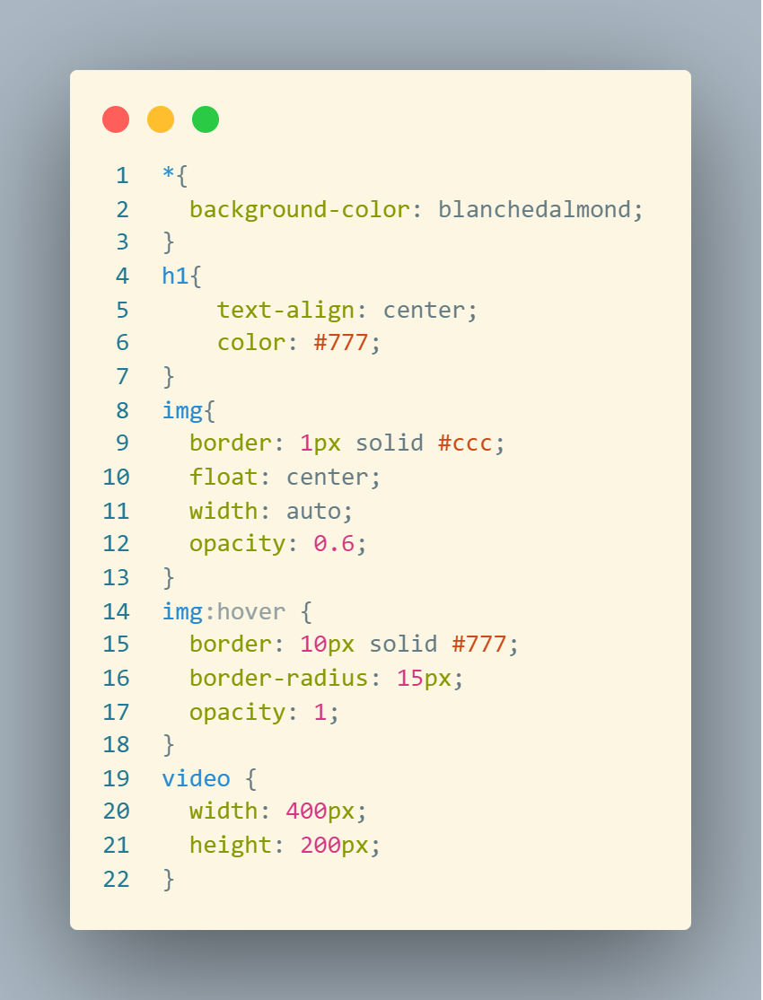 1 *{
2   background-color: blanchedalmond;
3 }
4 h1{
5     text-align: center;
6     color: #777;
7 }
8 img{
9   border: 1px solid #ccc;
10   float: center;
11   width: auto;
12   opacity: 0.6;
13 }
14 img:hover {
15   border: 10px solid #777;
16   border-radius: 15px;
17   opacity: 1;
18 }
19 video {
20   width: 400px;
21   height: 200px;
22 }